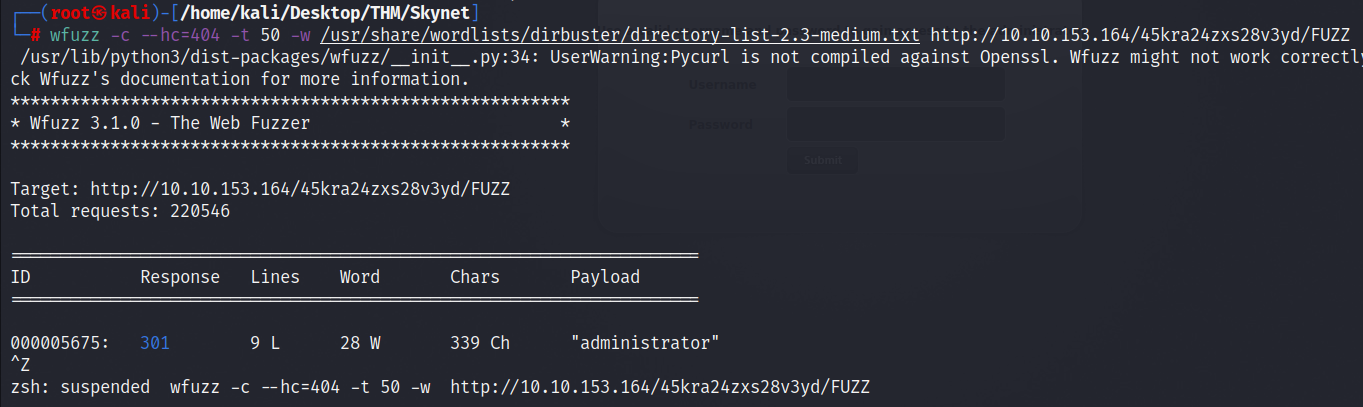 ┌──(root㉿kali)-[/home/kali/Desktop/THM/Skynet]
└─# wfuzz -c --hc=404 -t 50 -w /usr/share/wordlists/dirbuster/directory-list-2.3-medium.txt http://10.10.153.164/45kra24zxs28v3yd/FUZZ
/usr/lib/python3/dist-packages/wfuzz/__init__.py:34: UserWarning:Pycurl is not compiled against Openssl. Wfuzz might not work correctly
ck Wfuzz's documentation for more information.
Username
********************************************************
* Wfuzz 3.1.0 - The Web Fuzzer *
Password
********************************************************
Submit
Target: http://10.10.153.164/45kra24zxs28v3yd/FUZZ
Total requests: 220546
=====================================================================
ID Response Lines Word Chars Payload
=====================================================================
000005675: 301 9 L 28 W 339 Ch "administrator"
^Z
zsh: suspended wfuzz -c --hc=404 -t 50 -w http://10.10.153.164/45kra24zxs28v3yd/FUZZ